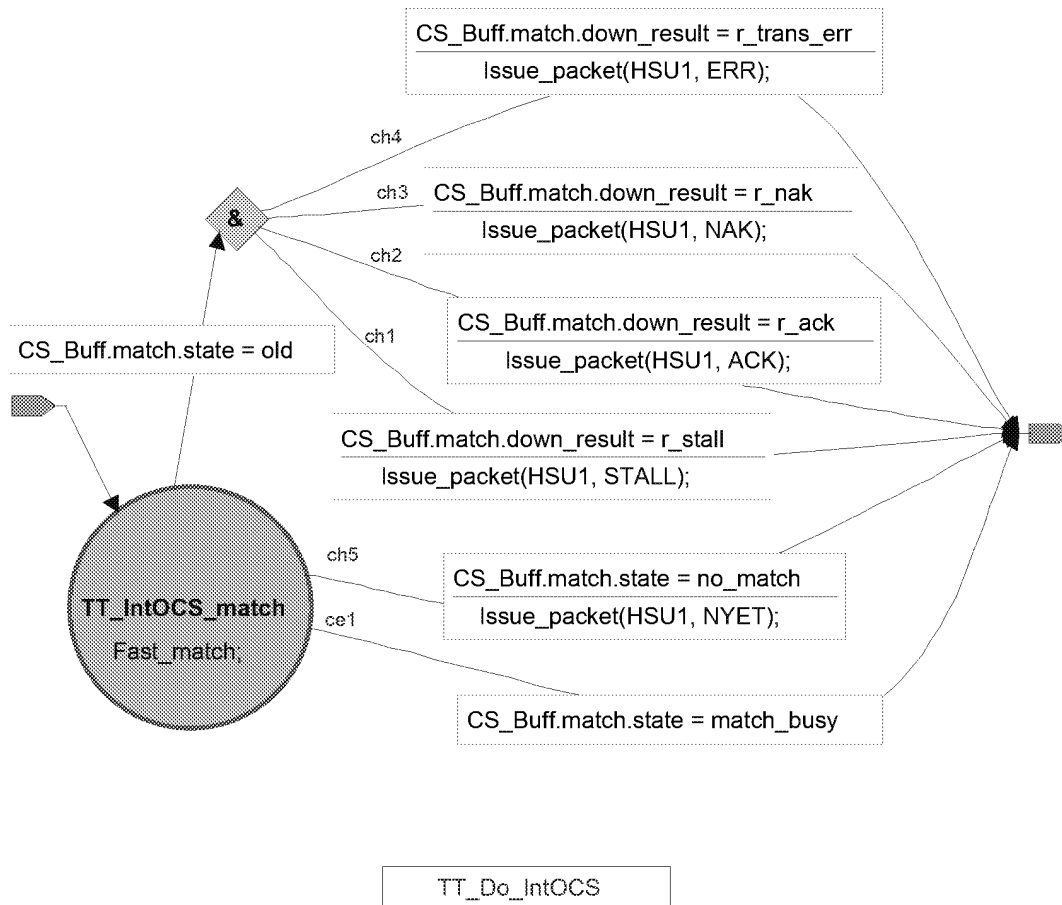 CS_Buff.match.down_result = r_trans_err
Issue_packet(HSU1, ERR);
ch4
ch3
CS_Buff.match.down_result = r_nak
Issue_packet(HSU1, NAK);
&
ch2
CS_Buff.match.down_result = r_ack
Issue_packet(HSU1, ACK);
ch1
CS_Buff.match.state = old
CS_Buff.match.down_result = r_stall
Issue_packet(HSU1, STALL);
ch5
CS_Buff.match.state = no_match
Issue_packet(HSU1, NYET);
TT_IntOCS_match
Fast_match;
ce1
CS_Buff.match.state = match_busy
TT_Do_IntOCS